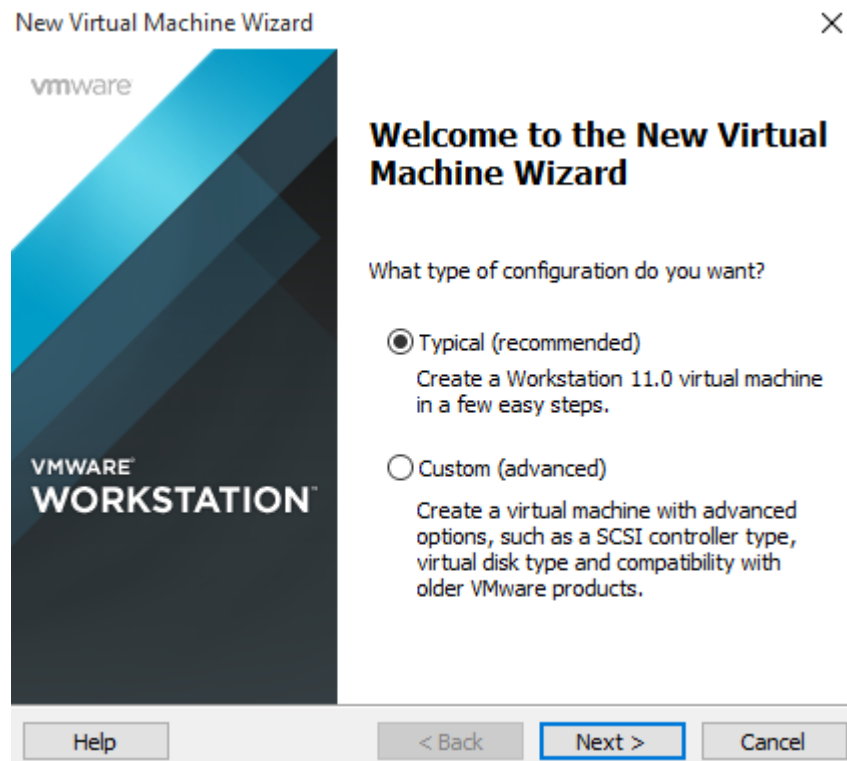 New Virtual Machine Wizard
vmware
Welcome to the New Virtual
Machine Wizard
What type of configuration do you want?
Typical (recommended)
Create a Workstation 11.0 virtual machine
in a few easy steps.
Custom (advanced)
Create a virtual machine with advanced
options, such as a SCSI controller type,
virtual disk type and compatibility with
older VMware products.
VMWARE®
WORKSTATION™
Help
< Back
Next >
Cancel